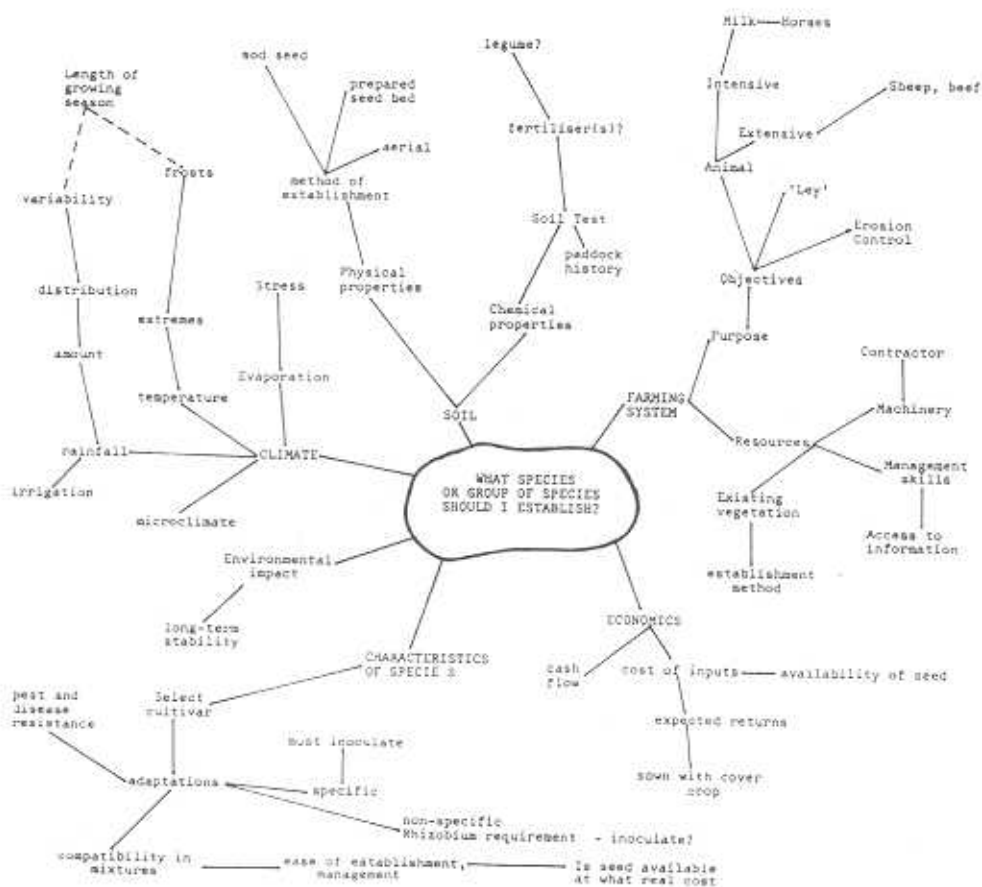 Milk
Horses
legume?
mod seed
Length of
growing
season
prepared
seed bed
Intensive
Sheep, beef
fertiliser(s)?
Extensive
aerial
frosts
Animal
method of
establishment
variability
'Ley'
Soil Test
Erosion
Control
paddock
history
Physical
properties
Objectives
Stress
distribution
Chemical
properties
extremes
Purpose
amount
Contractor
Evaporation
temperature
FARMING
SYSTEM
Machinery
SOIL
Resources
rainfall
CLIMATE
WHAT SPECIES
OR GROUP OF SPECIES
SHOULD I ESTABLISH?
Management
skills
irrigation
Existing
vegetation
microclimate
Access to
information
Environmental
impact
establishment
method
long-term
stability
ECONOMICS
CHARACTERISTICS
OF SPECIES
cash
flow
cost of inputs
availability of seed
pest and
disease
resistance
Select
cultivar
expected returns
must inoculate
sown with cover
crop
adaptations
specific
non-specific
Rhizobium requirement - inoculate?
compatibility in
mixtures
ease of establishment,
management
Is seed available
at what real cost